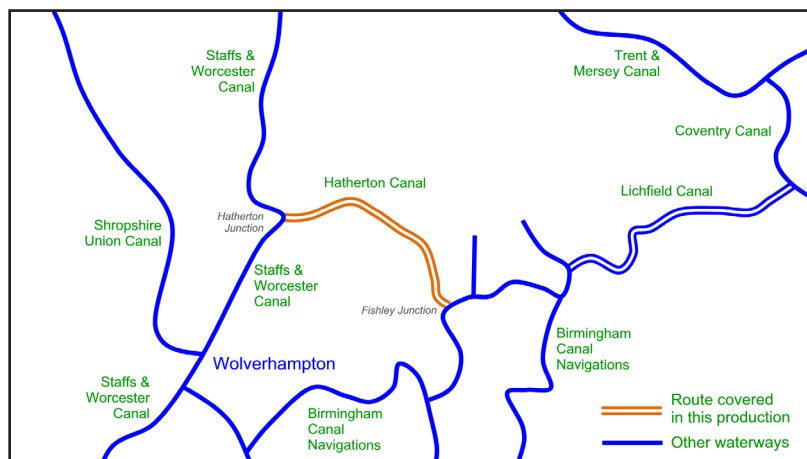 Staffs &
Worcester
Canal
Trent &
Mersey Canal
Coventry Canal
Hatherton Canal
Lichfield Canal
Hatherton
Junction
Shropshire
Union Canal
Staffs &
Worcester
Canal
Fishley Junction
Birmingham
Canal
Navigations
Wolverhampton
Staffs &
Worcester
Canal
Birmingham
Canal
Navigations
Route covered
in this production
Other waterways